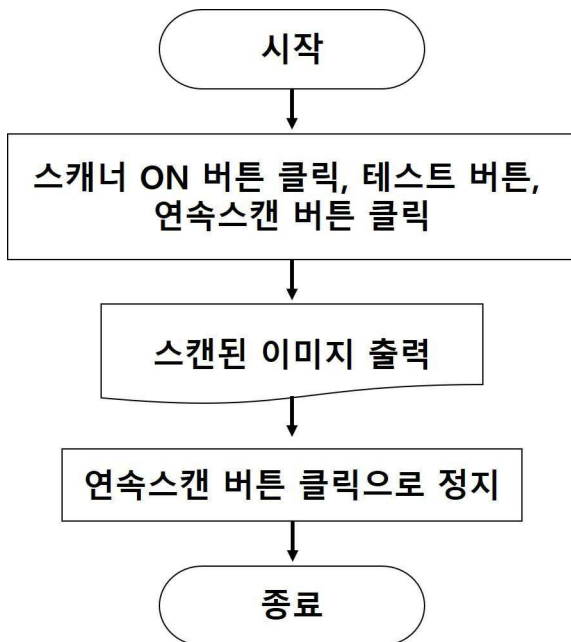 시작
스캐너 ON 버튼 클릭, 테스트 버튼,
연속스캔 버튼 클릭
스캔된 이미지 출력
연속스캔 버튼 클릭으로 정지
종료